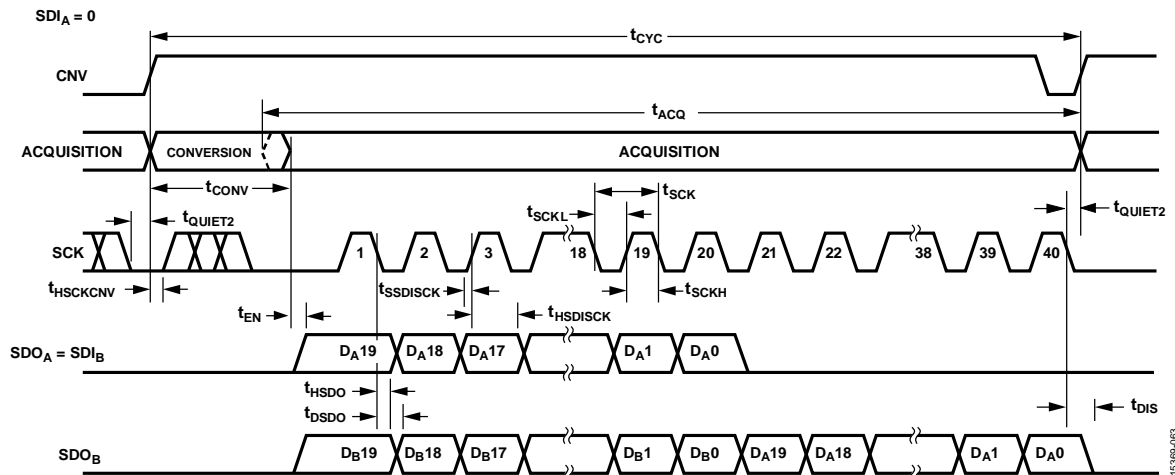 SDIA = 0
tCYC
CNV
tACQ
ACQUISITION CONVERSION ACQUISITION
tCONV
tSCK
tQUIET2 tSCKL tQUIET2
SCK 1 2 3 18 19 20 21 22 38 39 40
tHSCKCNV tSSDISCK tSCKH
tEN tHSDISCK
SDOA = SDIB DA19 DA18 DA17 DA1 DA0
tHSDO
tDSDO tDIS
SDOB DB19 DB18 DB17 DB1 DB0 DA19 DA18 DA1 DA0